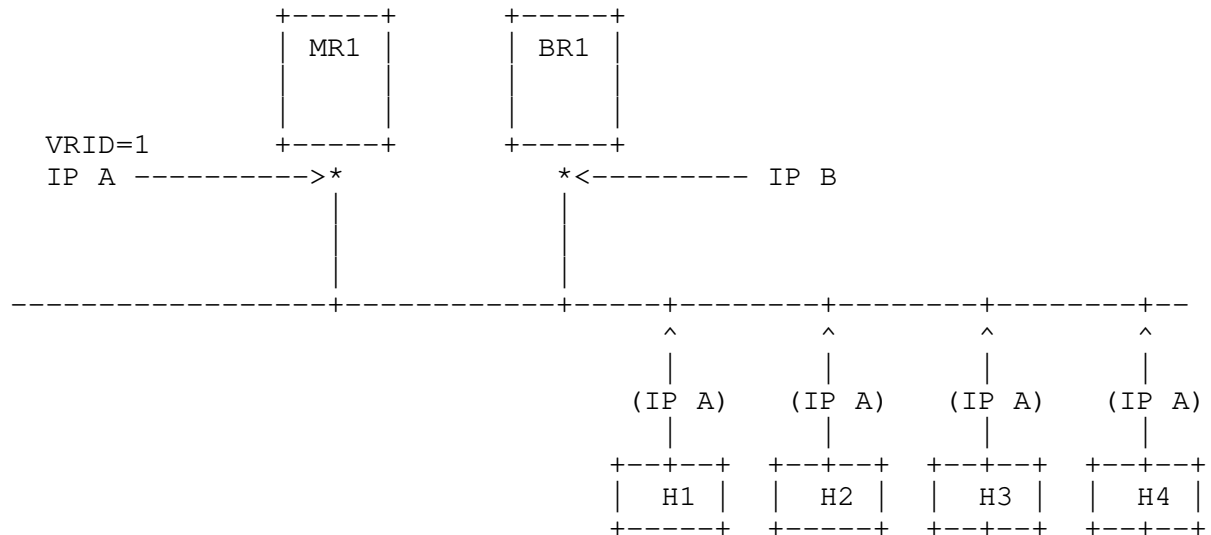 MR1 BR1
VRID=1
IP A IP B
(IP A) (IP A) (IP A) (IP A)
H1 H2 H3 H4